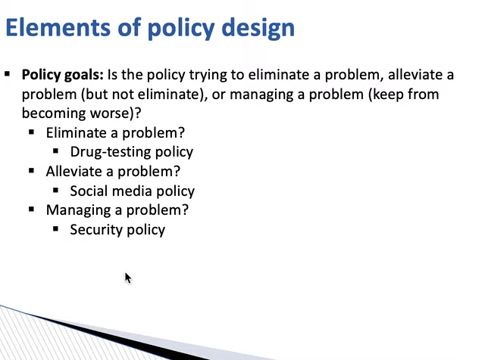 Elements of policy design
▪ Policy goals: Is the policy trying to eliminate a problem, alleviate a
problem (but not eliminate), or managing a problem (keep from
becoming worse)?
▪ Eliminate a problem?
▪ Drug-testing policy
▪ Alleviate a problem?
▪ Social media policy
▪ Managing a problem?
▪ Security policy